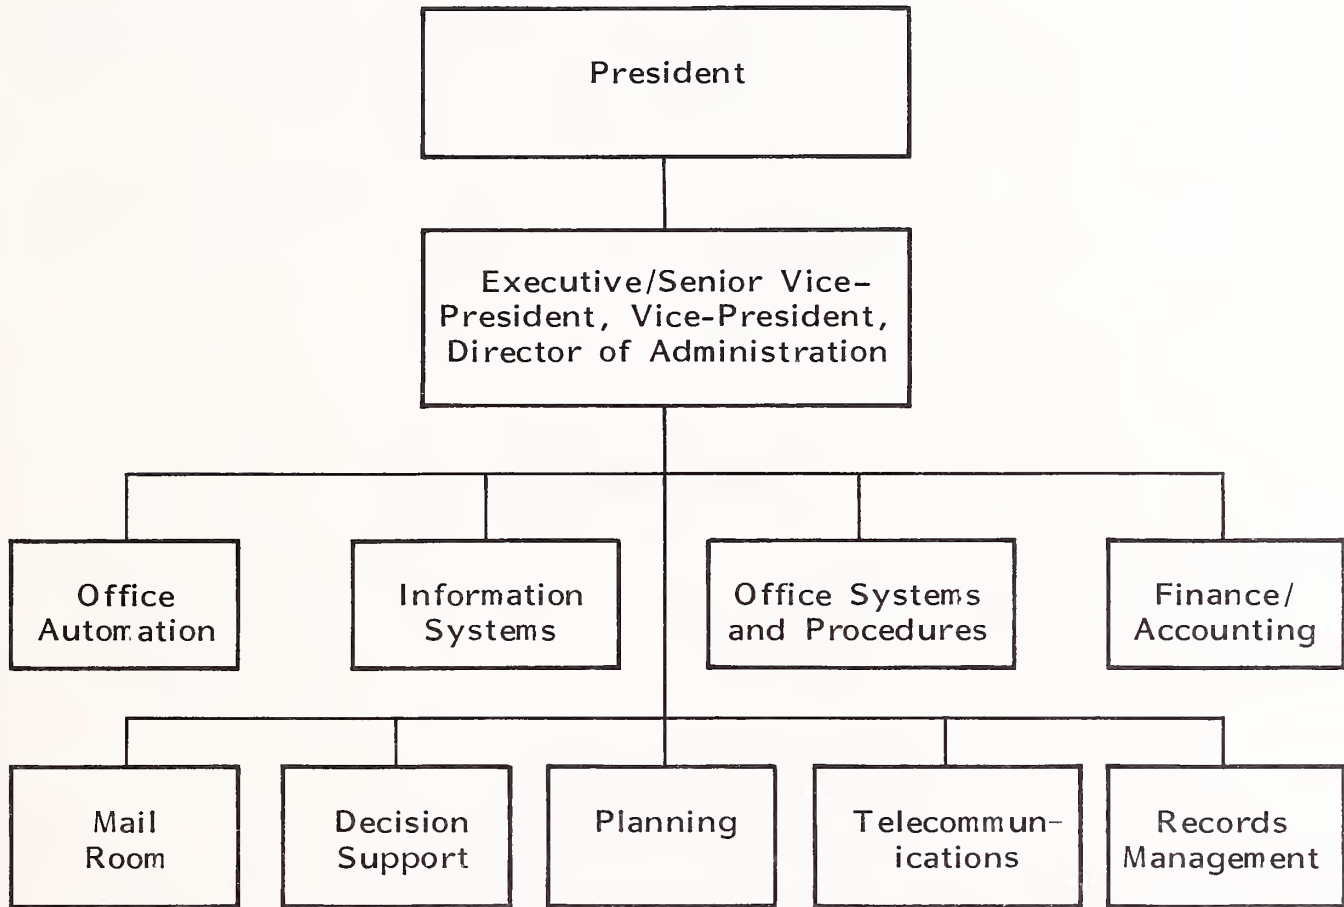 President
Executive/Senior Vice-
President, Vice-President,
Director of Administration
Office
Automation
Information
Systems
Office Systems
and Procedures
Finance/
Accounting
Mail
Room
Decision
Support
Planning
Telecommun-
ications
Records
Management